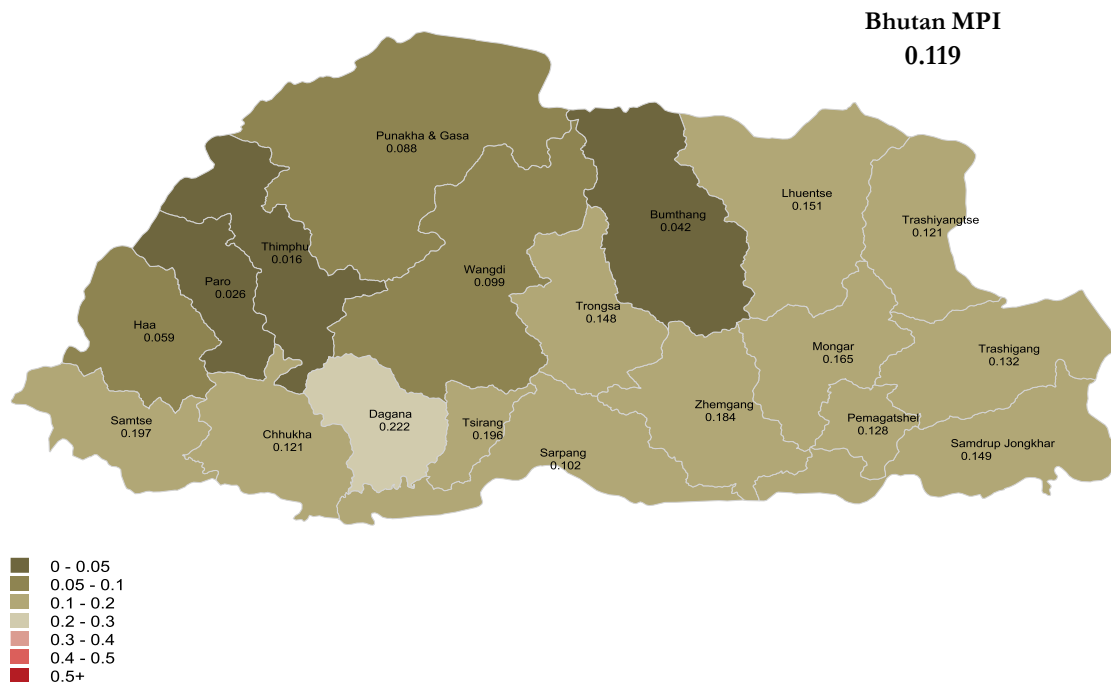 Bhutan MPI
0.119
Punakha & Gasa
0.088
Lhuentse
0.151
Bumthang
0.042
Trashiyangtse
0.121
Thimphu
0.016
Wangdi
0.099
Paro
0.026
Trongsa
0.148
Haa
0.059
Mongar
0.165
Trashigang
0.132
Zhemgang
0.184
Dagana
0.222
Samtse
0.197
Tsirang
0.196
Pemagatshel
0.128
Chhukha
0.121
Samdrup Jongkhar
0.149
Sarpang
0.102
0 - 0.05
0.05 - 0.1
0.1 - 0.2
0.2 - 0.3
0.3 - 0.4
0.4 - 0.5
0.5+